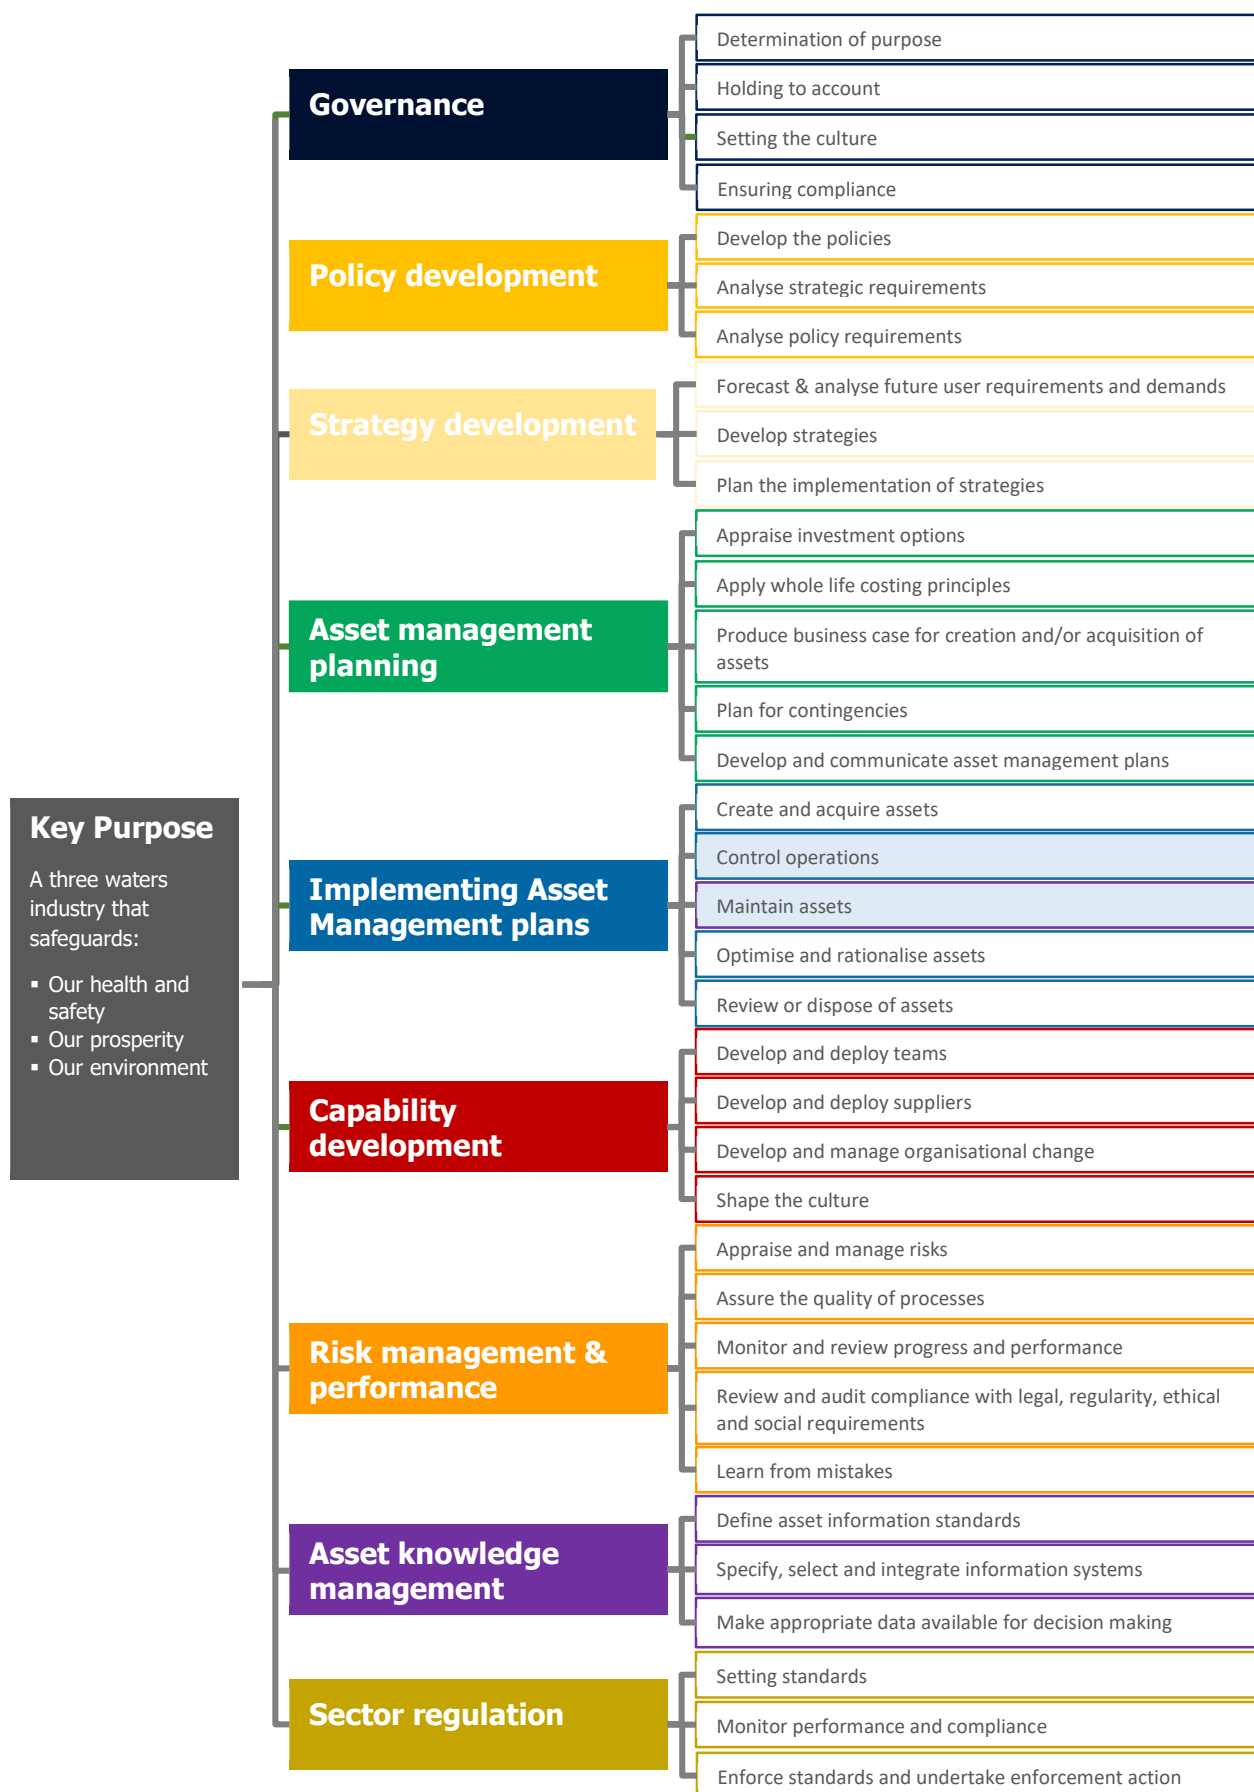 Key Purpose
A three waters
industry that
safeguards:
▪ Our health and
safety
▪ Our prosperity
▪ Our environment
Governance
Determination of purpose
Holding to account
Setting the culture
Ensuring compliance
Policy development
Develop the policies
Analyse strategic requirements
Analyse policy requirements
Strategy development
Forecast & analyse future user requirements and demands
Develop strategies
Plan the implementation of strategies
Asset management
planning
Appraise investment options
Apply whole life costing principles
Produce business case for creation and/or acquisition of
assets
Plan for contingencies
Develop and communicate asset management plans
Implementing Asset
Management plans
Create and acquire assets
Control operations
Maintain assets
Optimise and rationalise assets
Review or dispose of assets
Capability
development
Develop and deploy teams
Develop and deploy suppliers
Develop and manage organisational change
Shape the culture
Risk management &
performance
Appraise and manage risks
Assure the quality of processes
Monitor and review progress and performance
Review and audit compliance with legal, regularity, ethical
and social requirements
Learn from mistakes
Asset knowledge
management
Define asset information standards
Specify, select and integrate information systems
Make appropriate data available for decision making
Sector regulation
Setting standards
Monitor performance and compliance
Enforce standards and undertake enforcement action